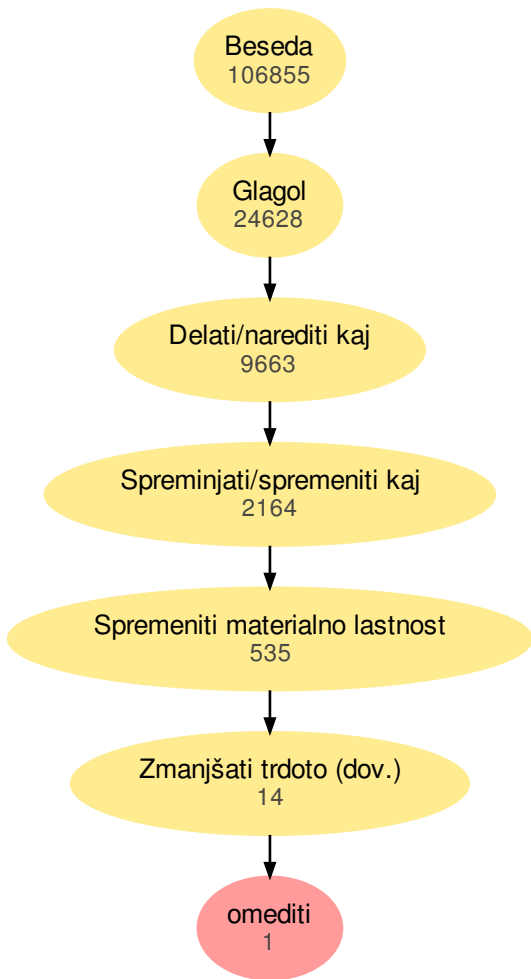 Beseda
106855
Glagol
24628
Delati/narediti kaj
9663
Spreminjati/spremeniti kaj
2164
Spremeniti materialno lastnost
535
Zmanjšati trdoto (dov.)
14
omediti
1